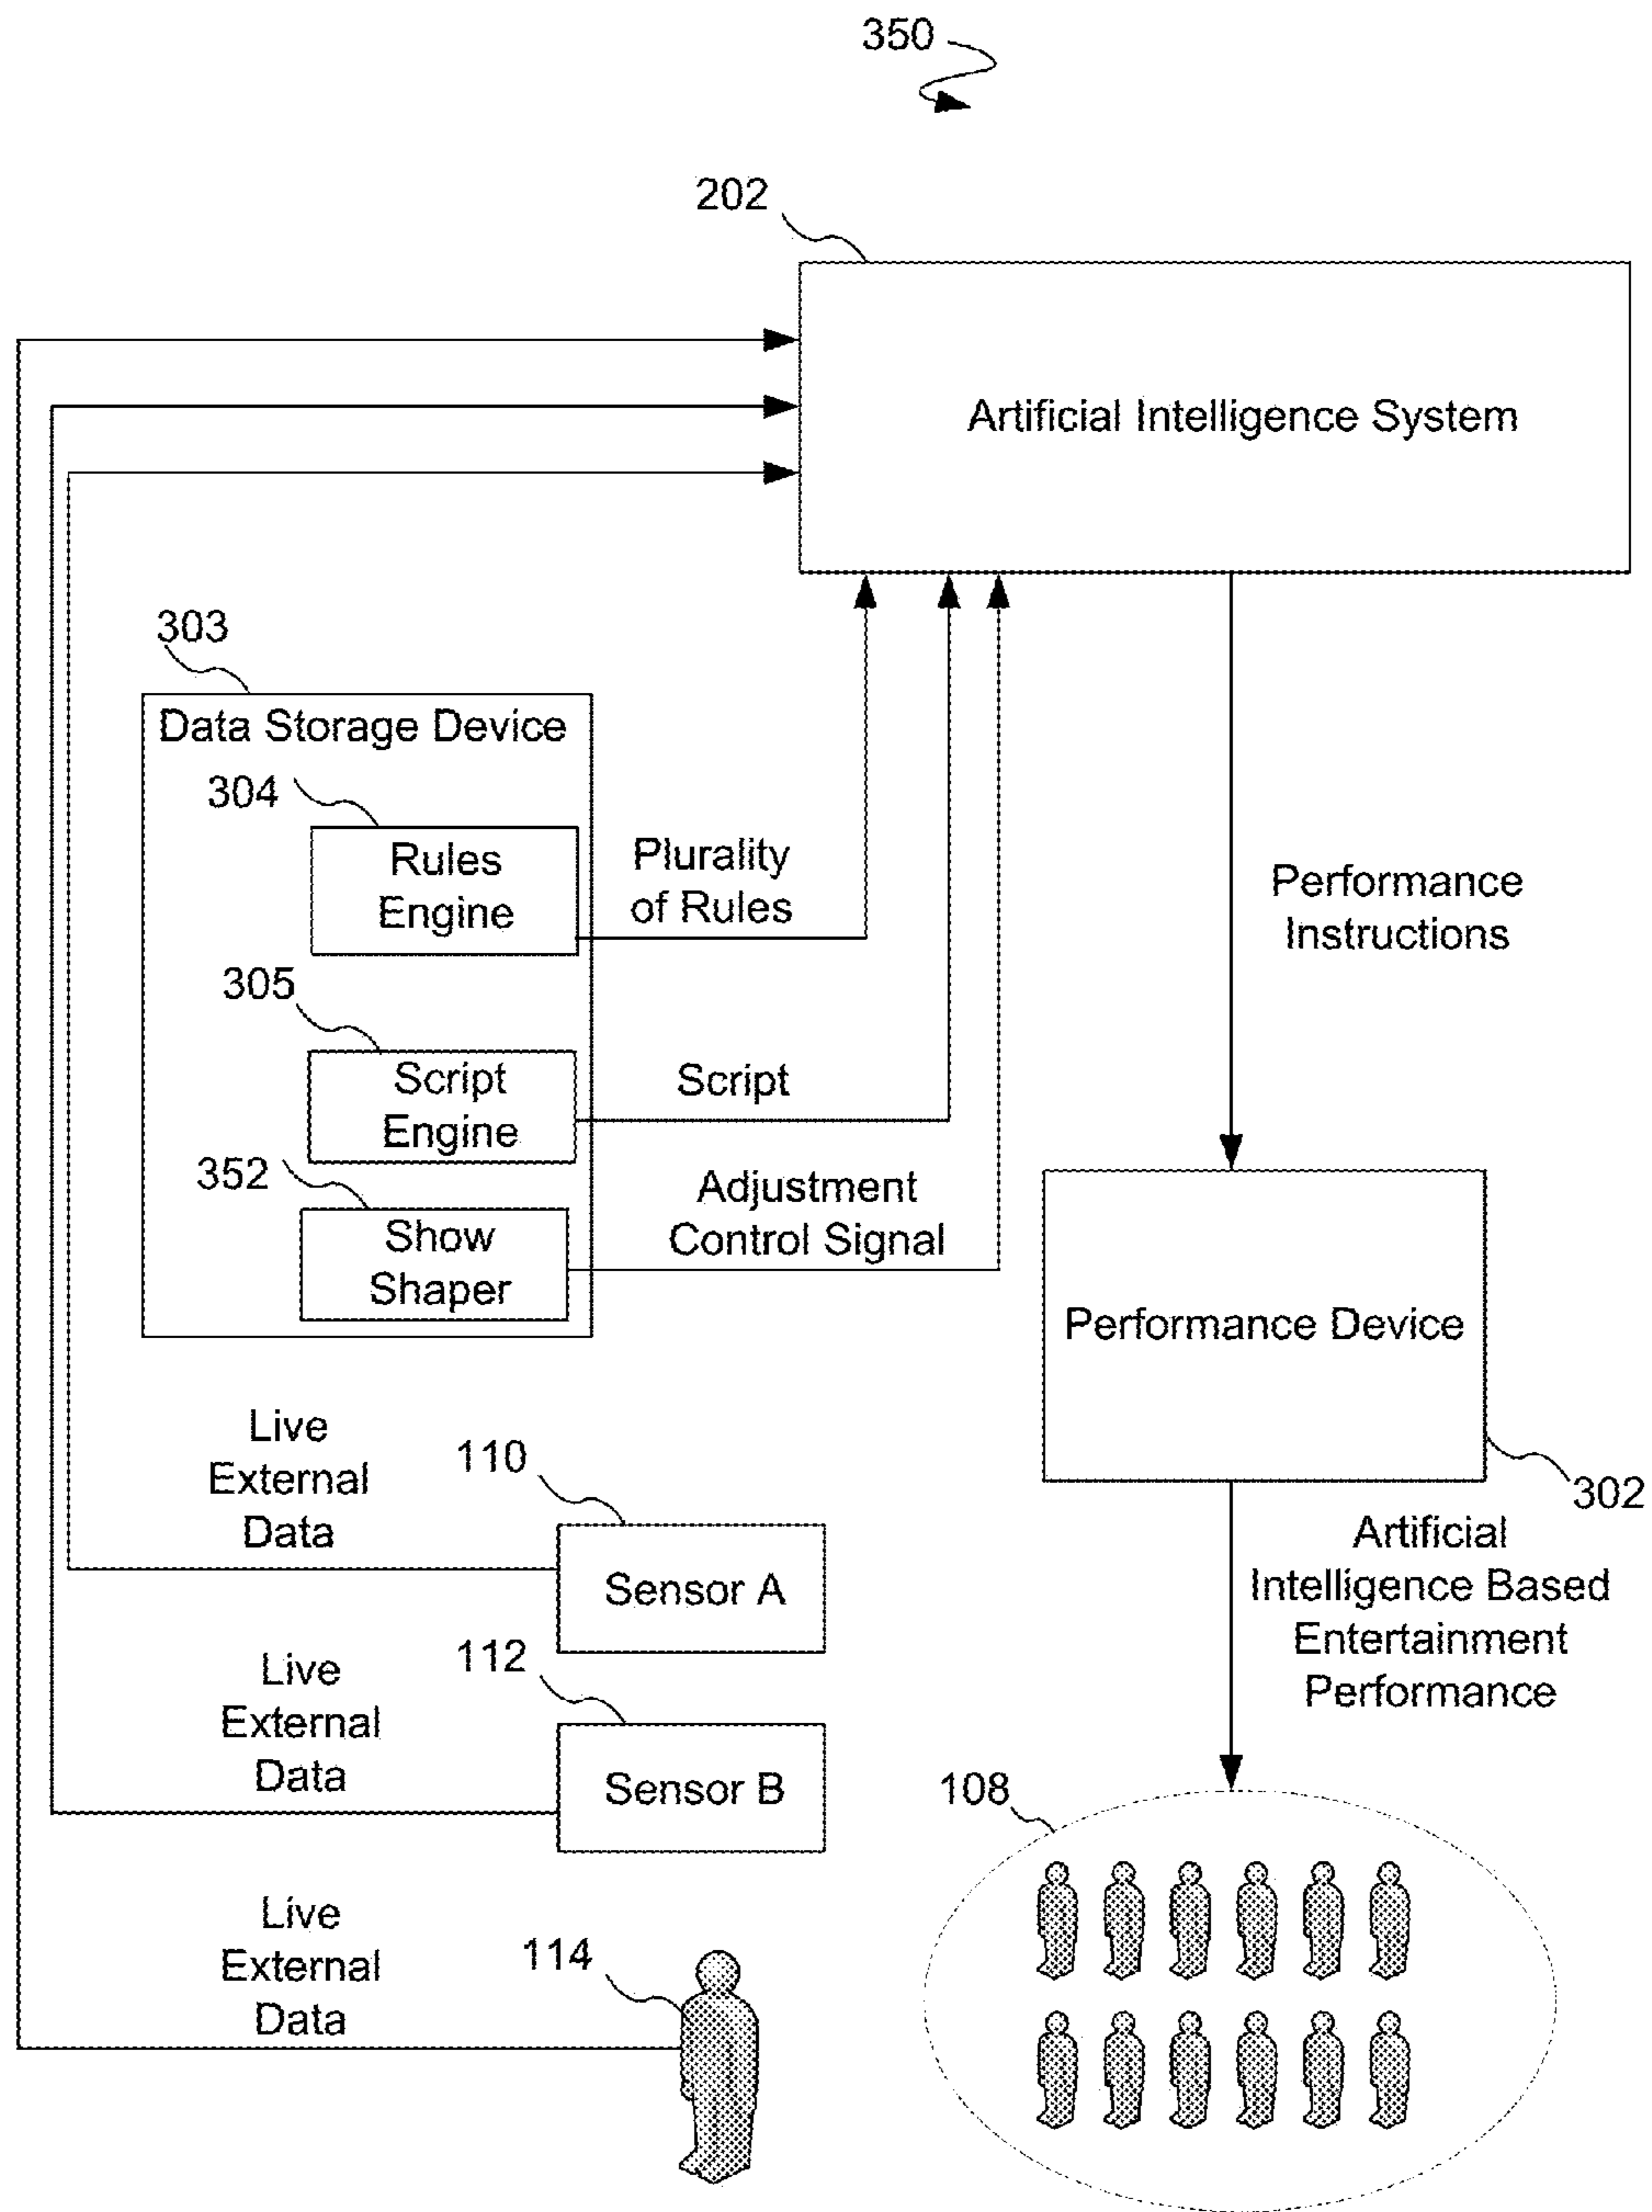 350
202
Artificial Intelligence System
303
Data Storage Device
304
Rules
Engine
Plurality
of Rules
305
Script
Engine
Script
352
Show
Shaper
Adjustment
Control Signal
Performance
Instructions
Performance Device
302
Live
External
Data
110
Sensor A
Live
External
Data
112
Sensor B
Live
External
Data
114
Artificial
Intelligence Based
Entertainment
Performance
108